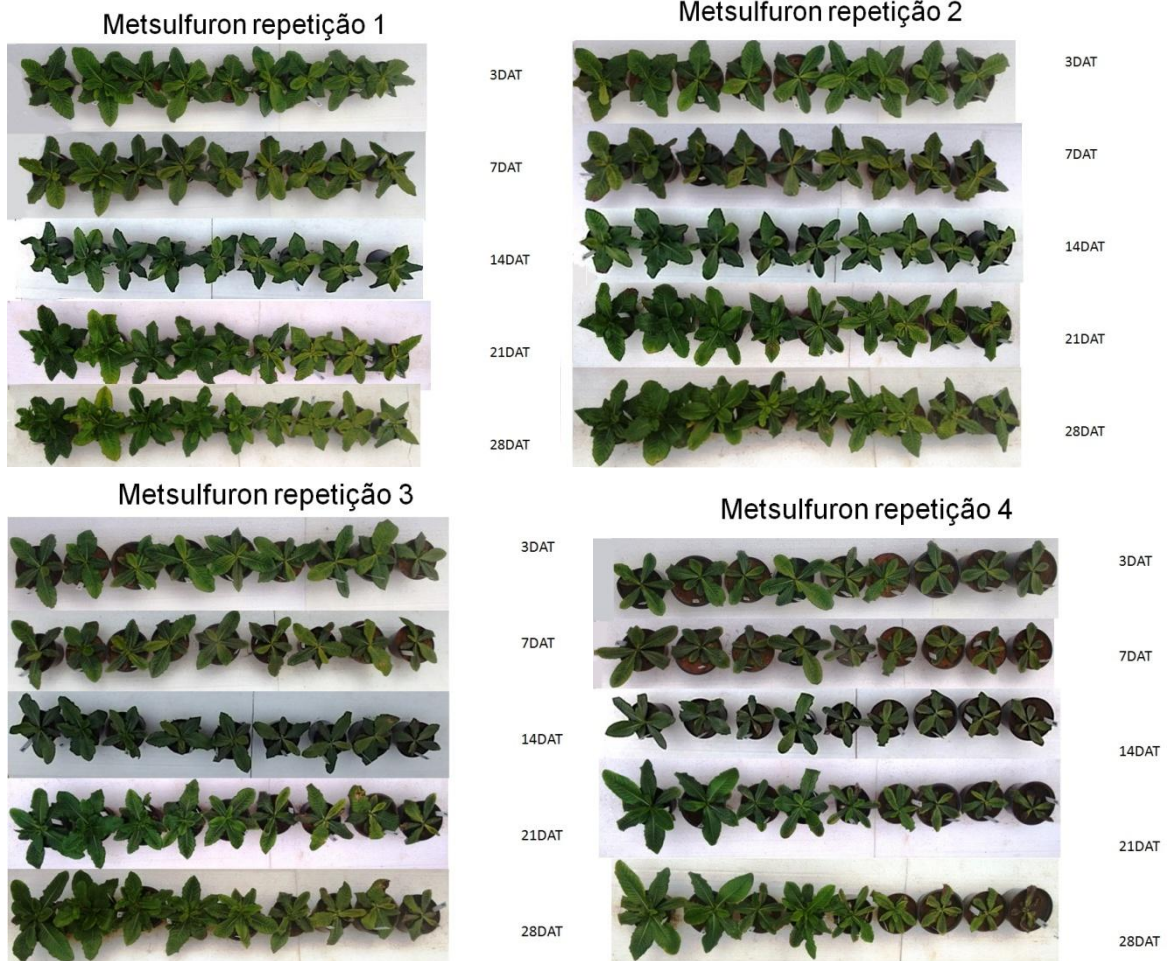 Metsulfuron repetição 1
3DAT
7DAT
14DAT
21DAT
28DAT
Metsulfuron repetição 2
3DAT
7DAT
14DAT
21DAT
28DAT
Metsulfuron repetição 3
3DAT
7DAT
14DAT
21DAT
28DAT
Metsulfuron repetição 4
3DAT
7DAT
14DAT
21DAT
28DAT